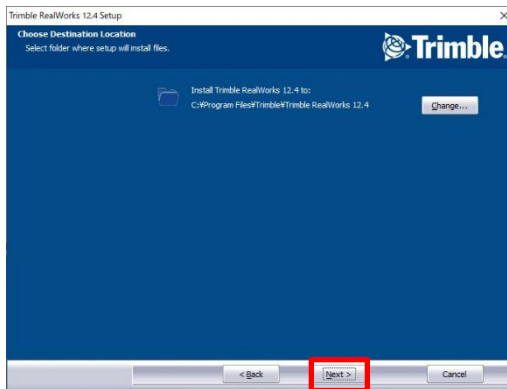 Trimble RealWorks 12.4 Setup
Choose Destination Location
Select folder where setup will install files.
Trimble.
Install Trimble RealWorks 12.4 to:
C:¥Program Files¥Trimble¥Trimble RealWorks 12.4
Change...
< Back
Next >
Cancel